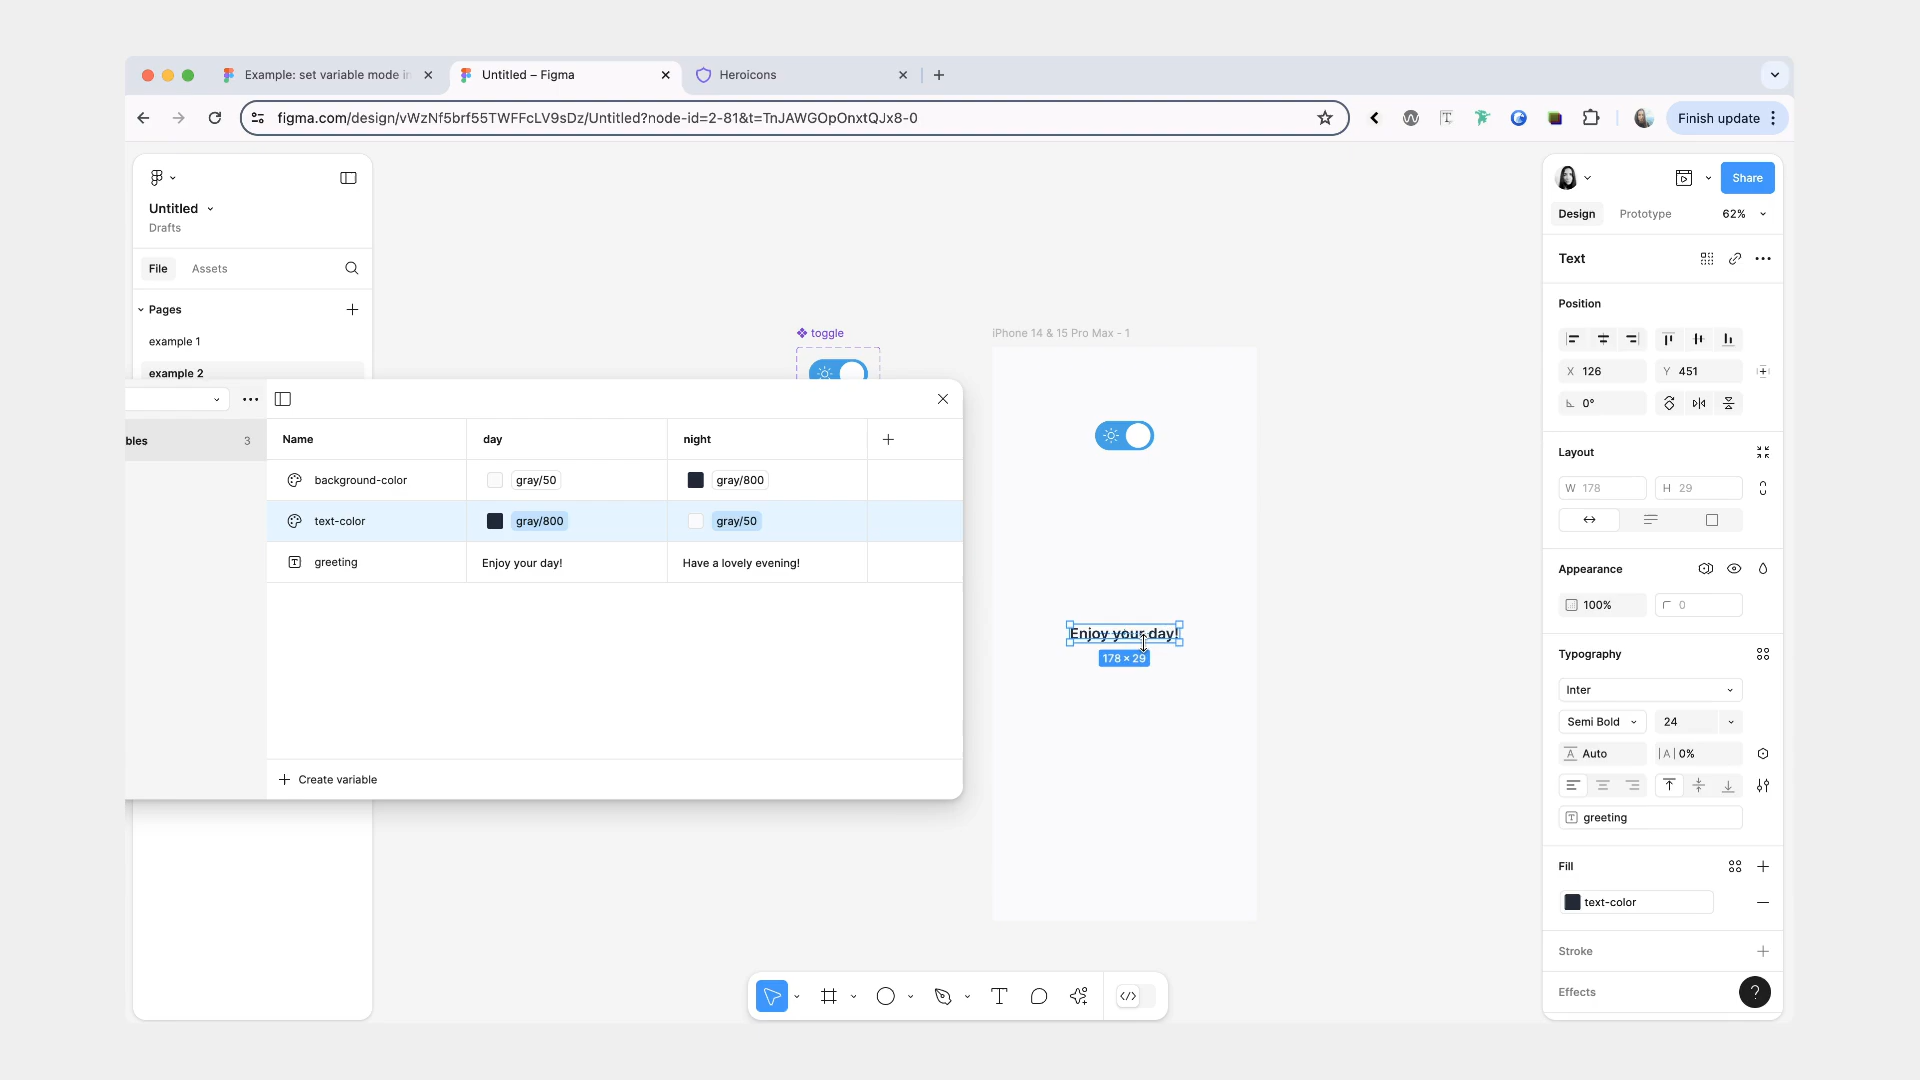 Example: set variable mode in
Untitled – Figma
Heroicons
figma.com/design/vWzNf5brf55TWFFcLV9sDz/Untitled?node-id=2-81&t=TnJAWGOpOnxtQJx8-0
Finish update
Untitled
Drafts
File
Assets
Pages
example 1
example 2
bles
3
Name
day
night
background-color
gray/50
gray/800
text-color
gray/800
gray/50
greeting
Enjoy your day!
Have a lovely evening!
Create variable
toggle
iPhone 14 & 15 Pro Max - 1
Enjoy your day!
178 × 29
Share
Design
Prototype
62%
Text
Position
X 126
Y 451
0°
Layout
W 178
H 29
Appearance
100%
0
Typography
Inter
Semi Bold
24
A Auto
|A| 0%
T greeting
Fill
text-color
Stroke
Effects
?